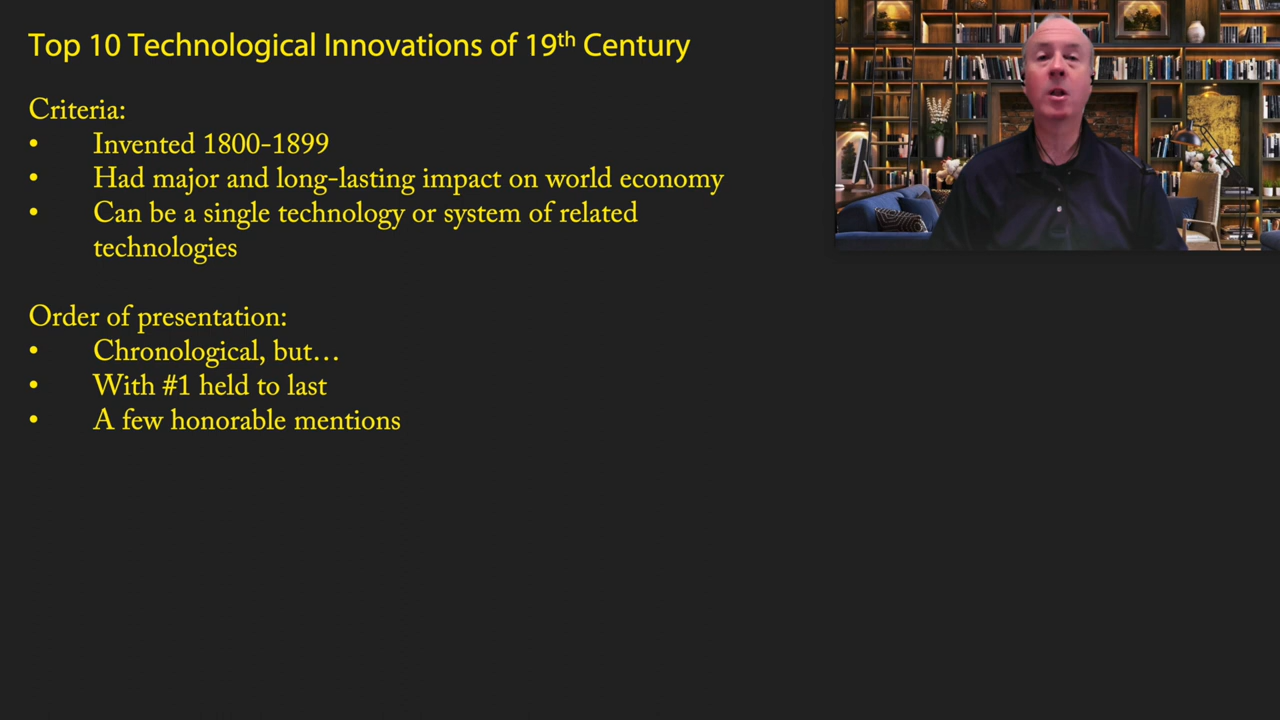 Top 10 Technological Innovations of 19th Century
Criteria:
• Invented 1800-1899
• Had major and long-lasting impact on world economy
• Can be a single technology or system of related
technologies
Order of presentation:
• Chronological, but…
• With #1 held to last
• A few honorable mentions